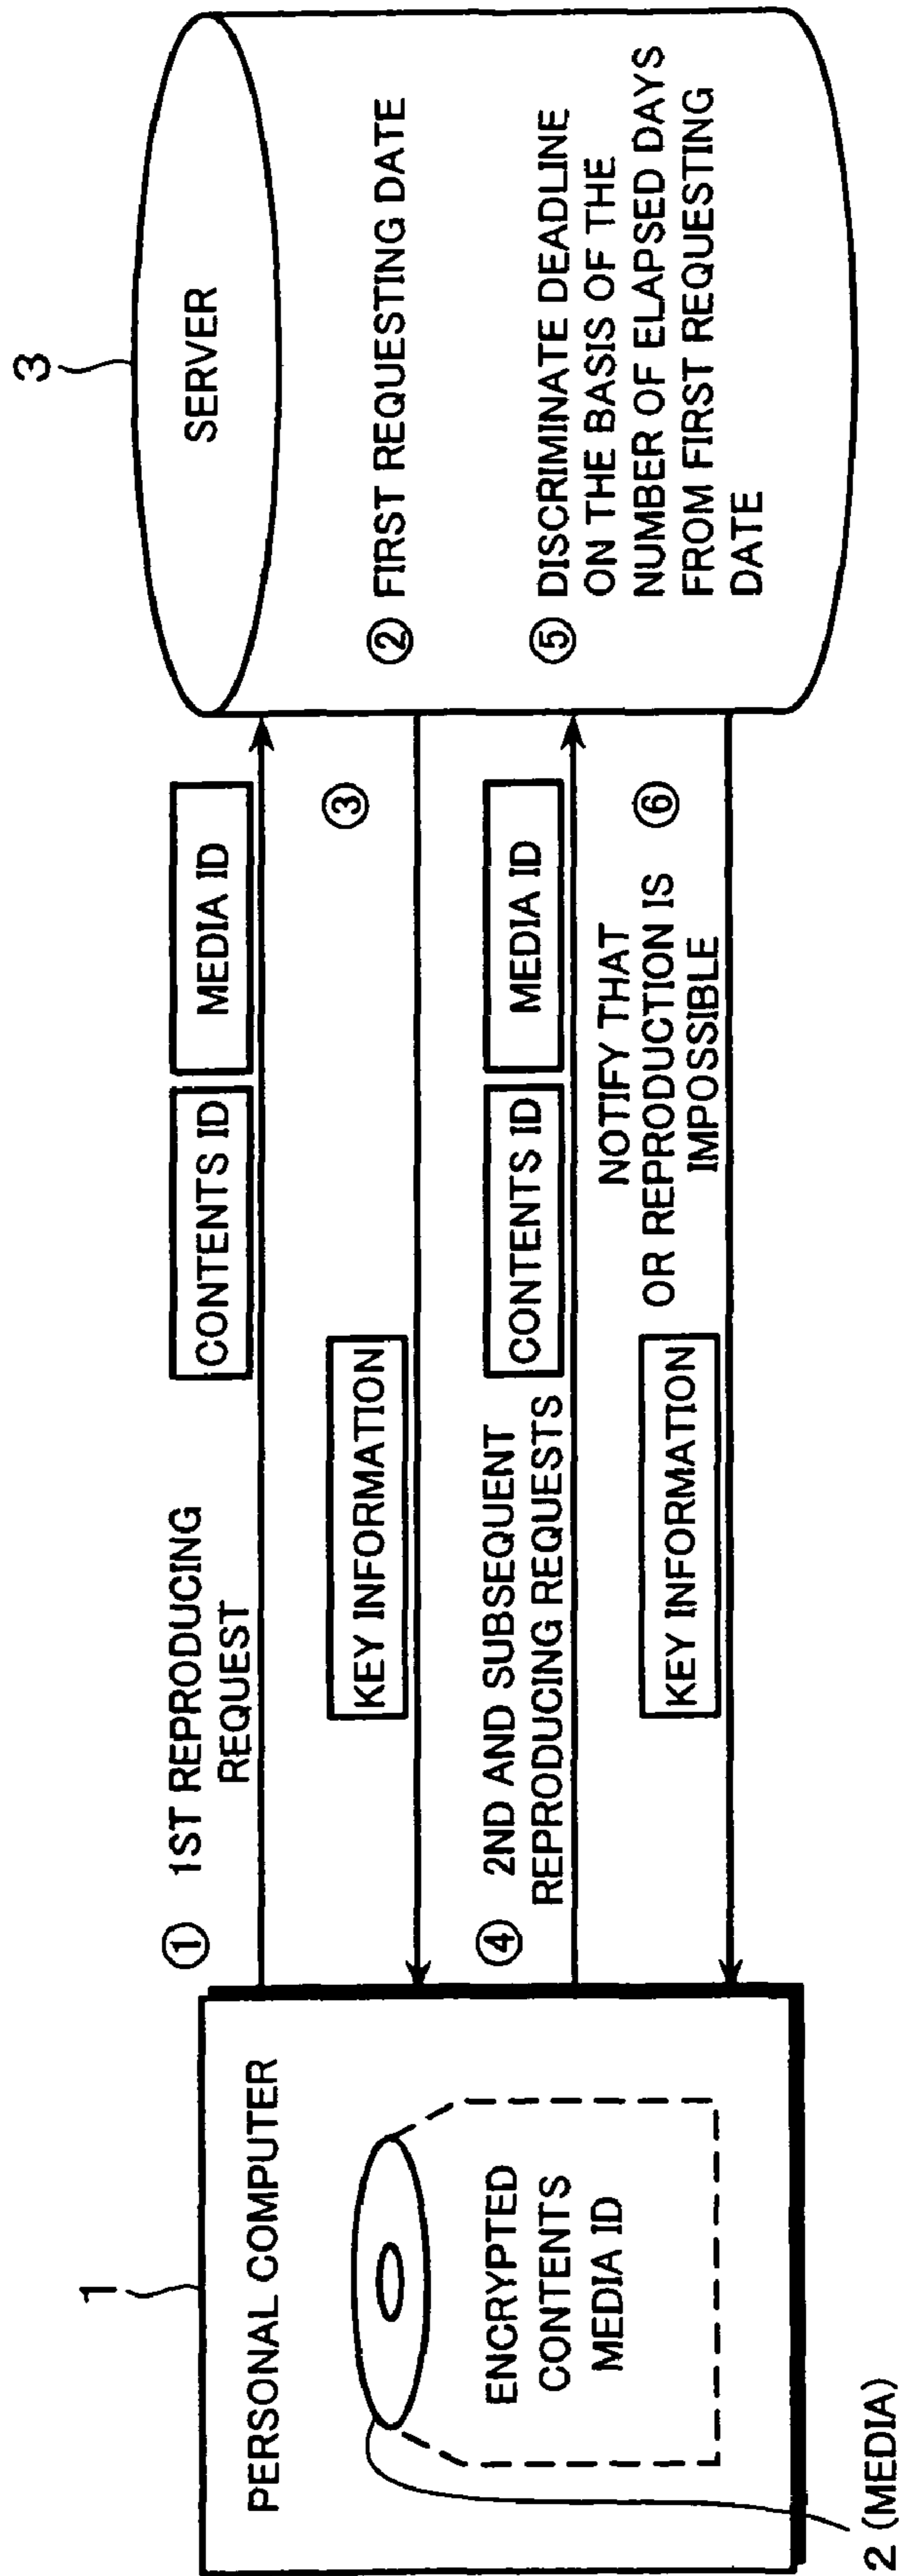 1
PERSONAL COMPUTER
ENCRYPTED
CONTENTS
MEDIA ID
2 (MEDIA)
① 1ST REPRODUCING
REQUEST
CONTENTS ID
MEDIA ID
③
KEY INFORMATION
④ 2ND AND SUBSEQUENT
REPRODUCING REQUESTS
CONTENTS ID
MEDIA ID
NOTIFY THAT
KEY INFORMATION
OR REPRODUCTION IS ⑥
IMPOSSIBLE
3
SERVER
② FIRST REQUESTING DATE
⑤ DISCRIMINATE DEADLINE
ON THE BASIS OF THE
NUMBER OF ELAPSED DAYS
FROM FIRST REQUESTING
DATE